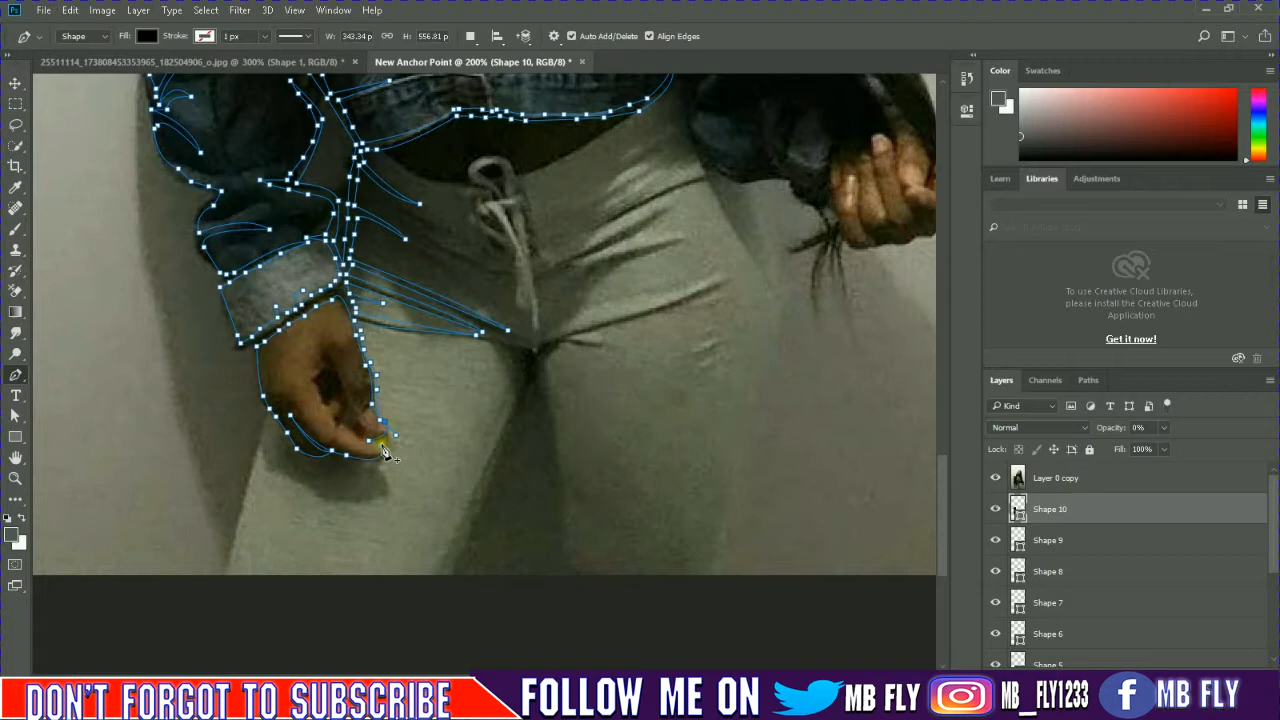 Ps File Edit Image Layer Type Select Filter 3D View Window Help
Shape Fill: Stroke: 1 px W: 343.34 p H: 556.81 p Auto Add/Delete Align Edges
25511114_173808453353965_182504906_o.jpg @ 300% (Shape 1, RGB/8) * × New Anchor Point @ 200% (Shape 10, RGB/8) * ×
Color Swatches
Learn Libraries Adjustments
To use Creative Cloud Libraries,
please install the Creative Cloud
Application
Get it now!
Layers Channels Paths
Kind
Normal Opacity: 0%
Lock: Fill: 100%
Layer 0 copy
Shape 10
Shape 9
Shape 8
Shape 7
Shape 6
Shape 5
DON'T FORGOT TO SUBSCRIBE FOLLOW ME ON MB FLY MB__FLY1233 MB FLY